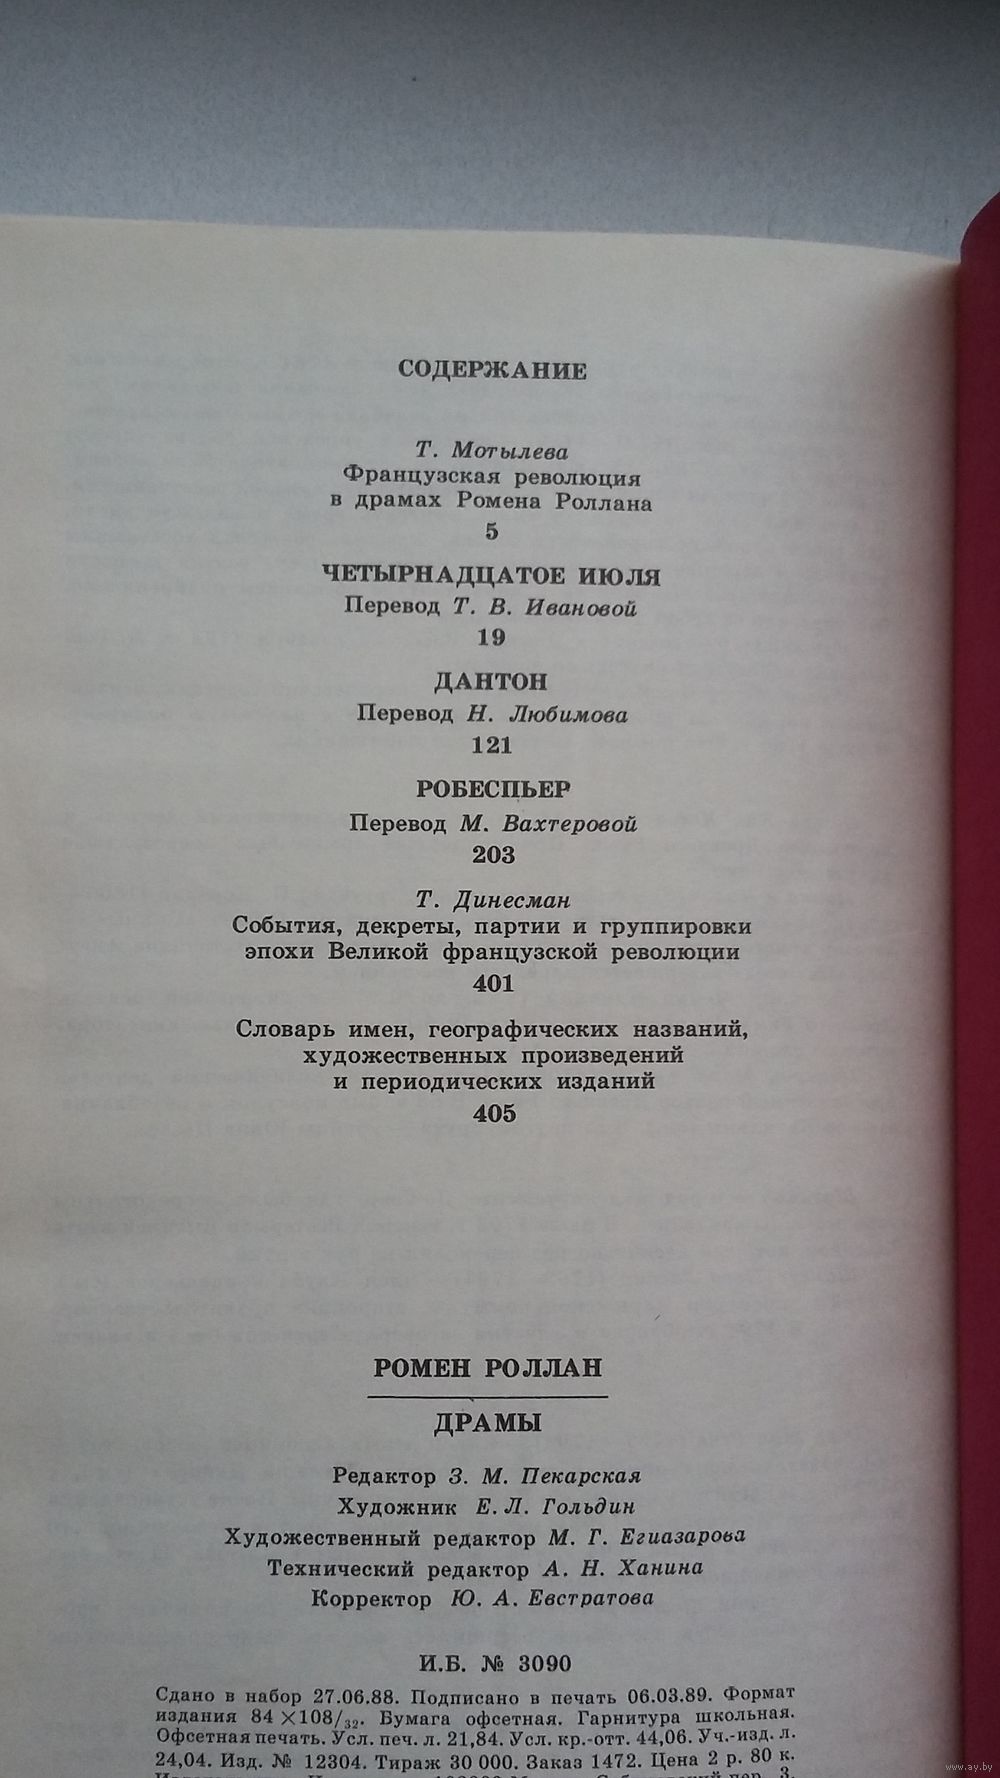 СОДЕРЖАНИЕ
Т. Мотылева
Французская революция
в драмах Ромена Роллана
5
ЧЕТЫРНАДЦАТОЕ ИЮЛЯ
Перевод Т. В. Ивановой
19
ДАНТОН
Перевод Н. Любимова
121
РОБЕСПЬЕР
Перевод М. Вахтеровой
203
Т. Динесман
События, декреты, партии и группировки
эпохи Великой французской революции
401
Словарь имен, географических названий,
художественных произведений
и периодических изданий
405
РОМЕН РОЛЛАН
ДРАМЫ
Редактор З. М. Пекарская
Художник Е. Л. Гольдин
Художественный редактор М. Г. Егиазарова
Технический редактор А. Н. Ханина
Корректор Ю. А. Евстратова
И.Б. № 3090
Сдано в набор 27.06.88. Подписано в печать 06.03.89. Формат
издания 84×108/32. Бумага офсетная. Гарнитура школьная.
Офсетная печать. Усл. печ. л. 21,84. Усл. кр.-отт. 44,06. Уч.-изд. л.
24,04. Изд. № 12304. Тираж 30 000. Заказ 1472. Цена 2 р. 80 к.
www.ay.by